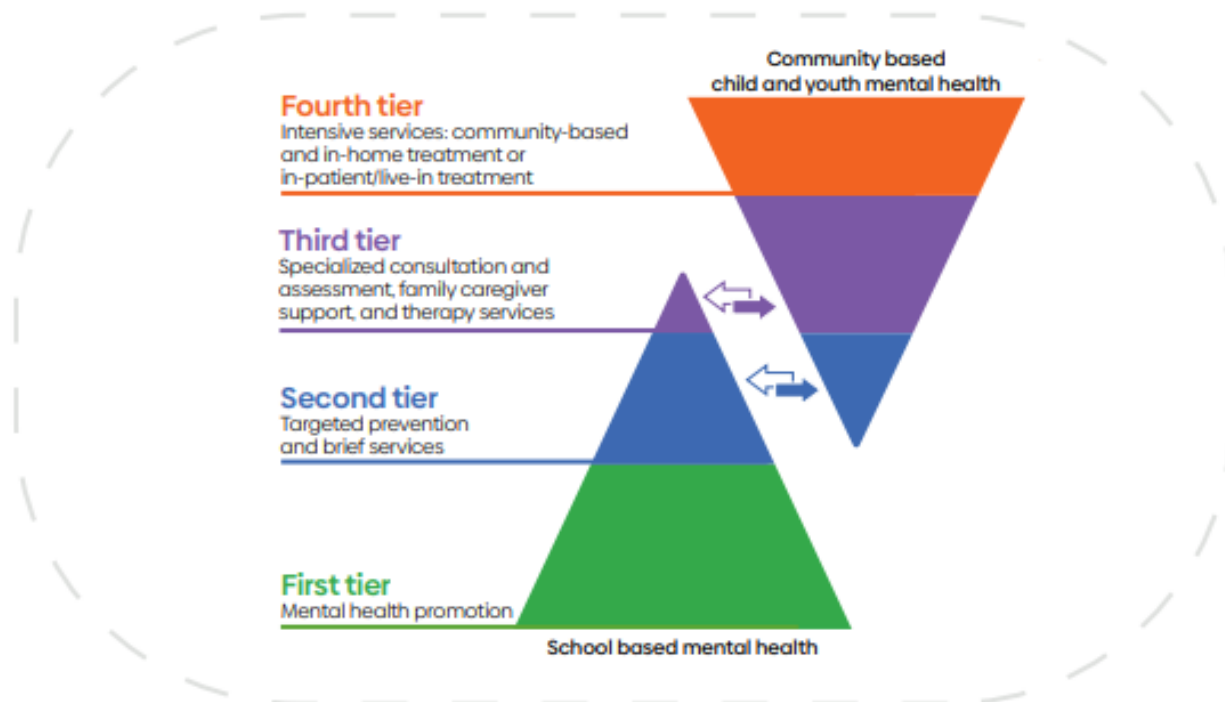 Community based
child and youth mental health
Fourth tier
Intensive services: community-based
and in-home treatment or
in-patient/live-in treatment
Third tier
Specialized consultation and
assessment, family caregiver
support, and therapy services
Second tier
Targeted prevention
and brief services
First tier
Mental health promotion
School based mental health